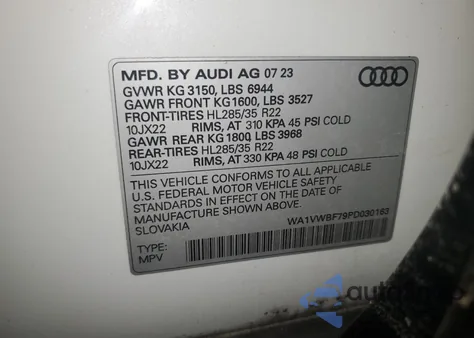 MFD. BY AUDI AG 07 23
GVWR KG 3150, LBS 6944
GAWR FRONT KG1600, LBS 3527
FRONT-TIRES HL285/35 R22
10JX22 RIMS, AT 310 KPA 45 PSI COLD
GAWR REAR KG1800, LBS 3968
REAR-TIRES HL285/35 R22
10JX22 RIMS, AT 330 KPA 48 PSI COLD
THIS VEHICLE CONFORMS TO ALL APPLICABLE
U.S. FEDERAL MOTOR VEHICLE SAFETY
STANDARDS IN EFFECT ON THE DATE OF
MANUFACTURE SHOWN ABOVE.
SLOVAKIA WA1VWBF79PD030163
TYPE:
MPV